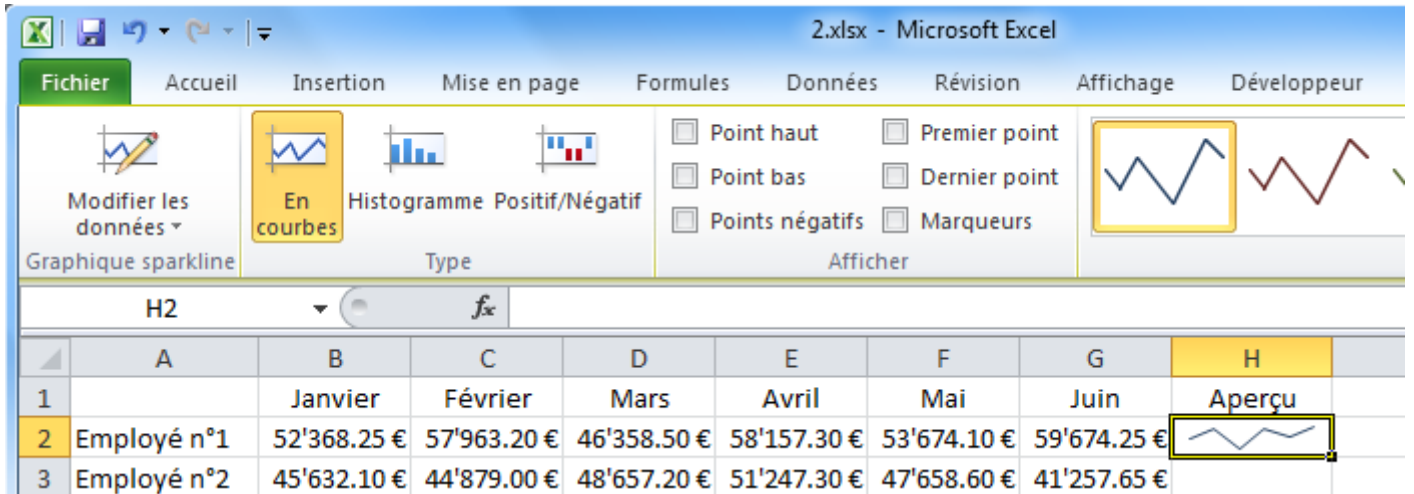 2.xlsx - Microsoft Excel
Fichier Accueil Insertion Mise en page Formules Données Révision Affichage Développeur
Modifier les données
Graphique sparkline
En courbes
Histogramme
Positif/Négatif
Type
Point haut
Point bas
Points négatifs
Premier point
Dernier point
Marqueurs
Afficher
H2 fx
A B C D E F G H
1 Janvier Février Mars Avril Mai Juin Aperçu
2 Employé n°1 52'368.25 € 57'963.20 € 46'358.50 € 58'157.30 € 53'674.10 € 59'674.25 €
3 Employé n°2 45'632.10 € 44'879.00 € 48'657.20 € 51'247.30 € 47'658.60 € 41'257.65 €